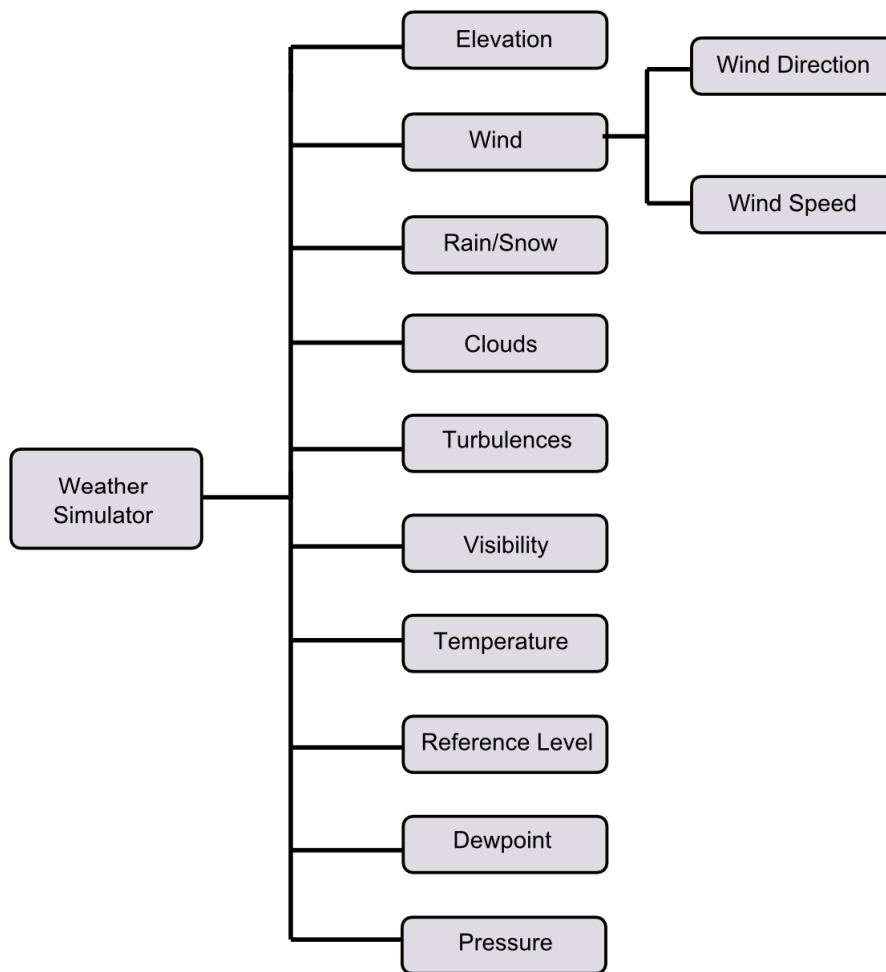 Elevation
Wind Direction
Wind
Wind Speed
Rain/Snow
Clouds
Turbulences
Weather
Simulator
Visibility
Temperature
Reference Level
Dewpoint
Pressure